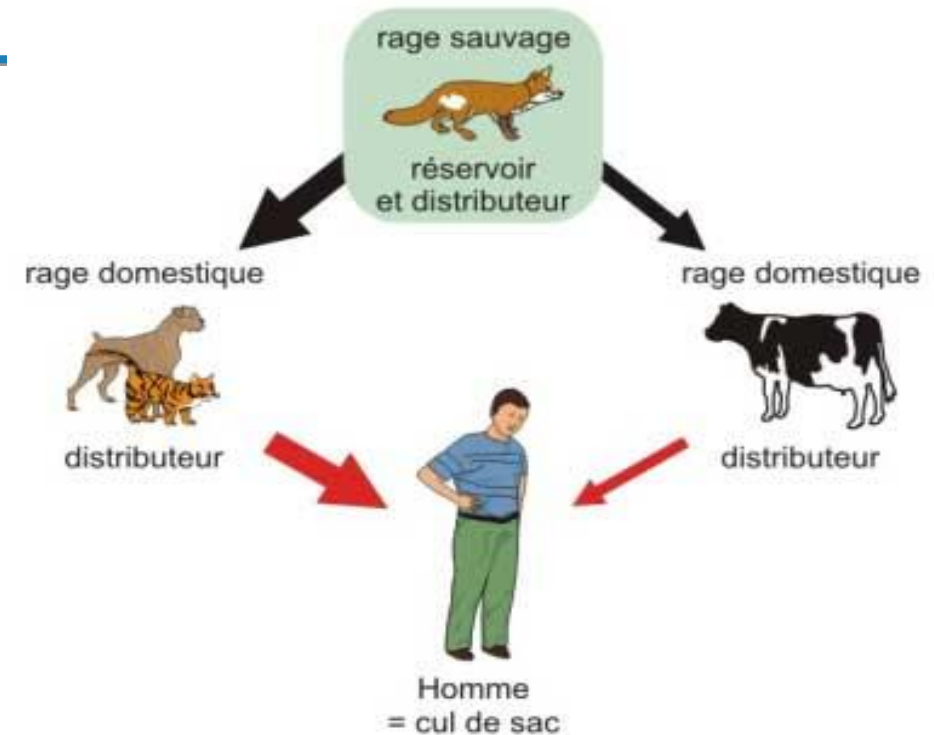 rage sauvage
réservoir
et distributeur
rage domestique
distributeur
rage domestique
distributeur
Homme
= cul de sac